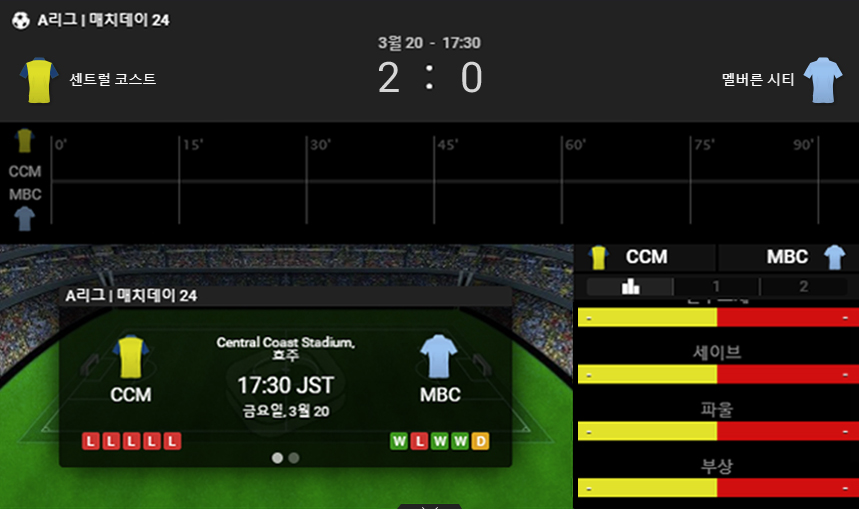 A리그 | 매치데이 24
3월 20 - 17:30
센트럴 코스트
2 : 0
멜버른 시티
0' 15' 30' 45' 60' 75' 90'
CCM
MBC
CCM MBC
1 2
A리그 | 매치데이 24
Central Coast Stadium,
호주
17:30 JST
금요일, 3월 20
CCM
MBC
L L L L L
W L W W D
- -
세이브
- -
파울
- -
부상
- -